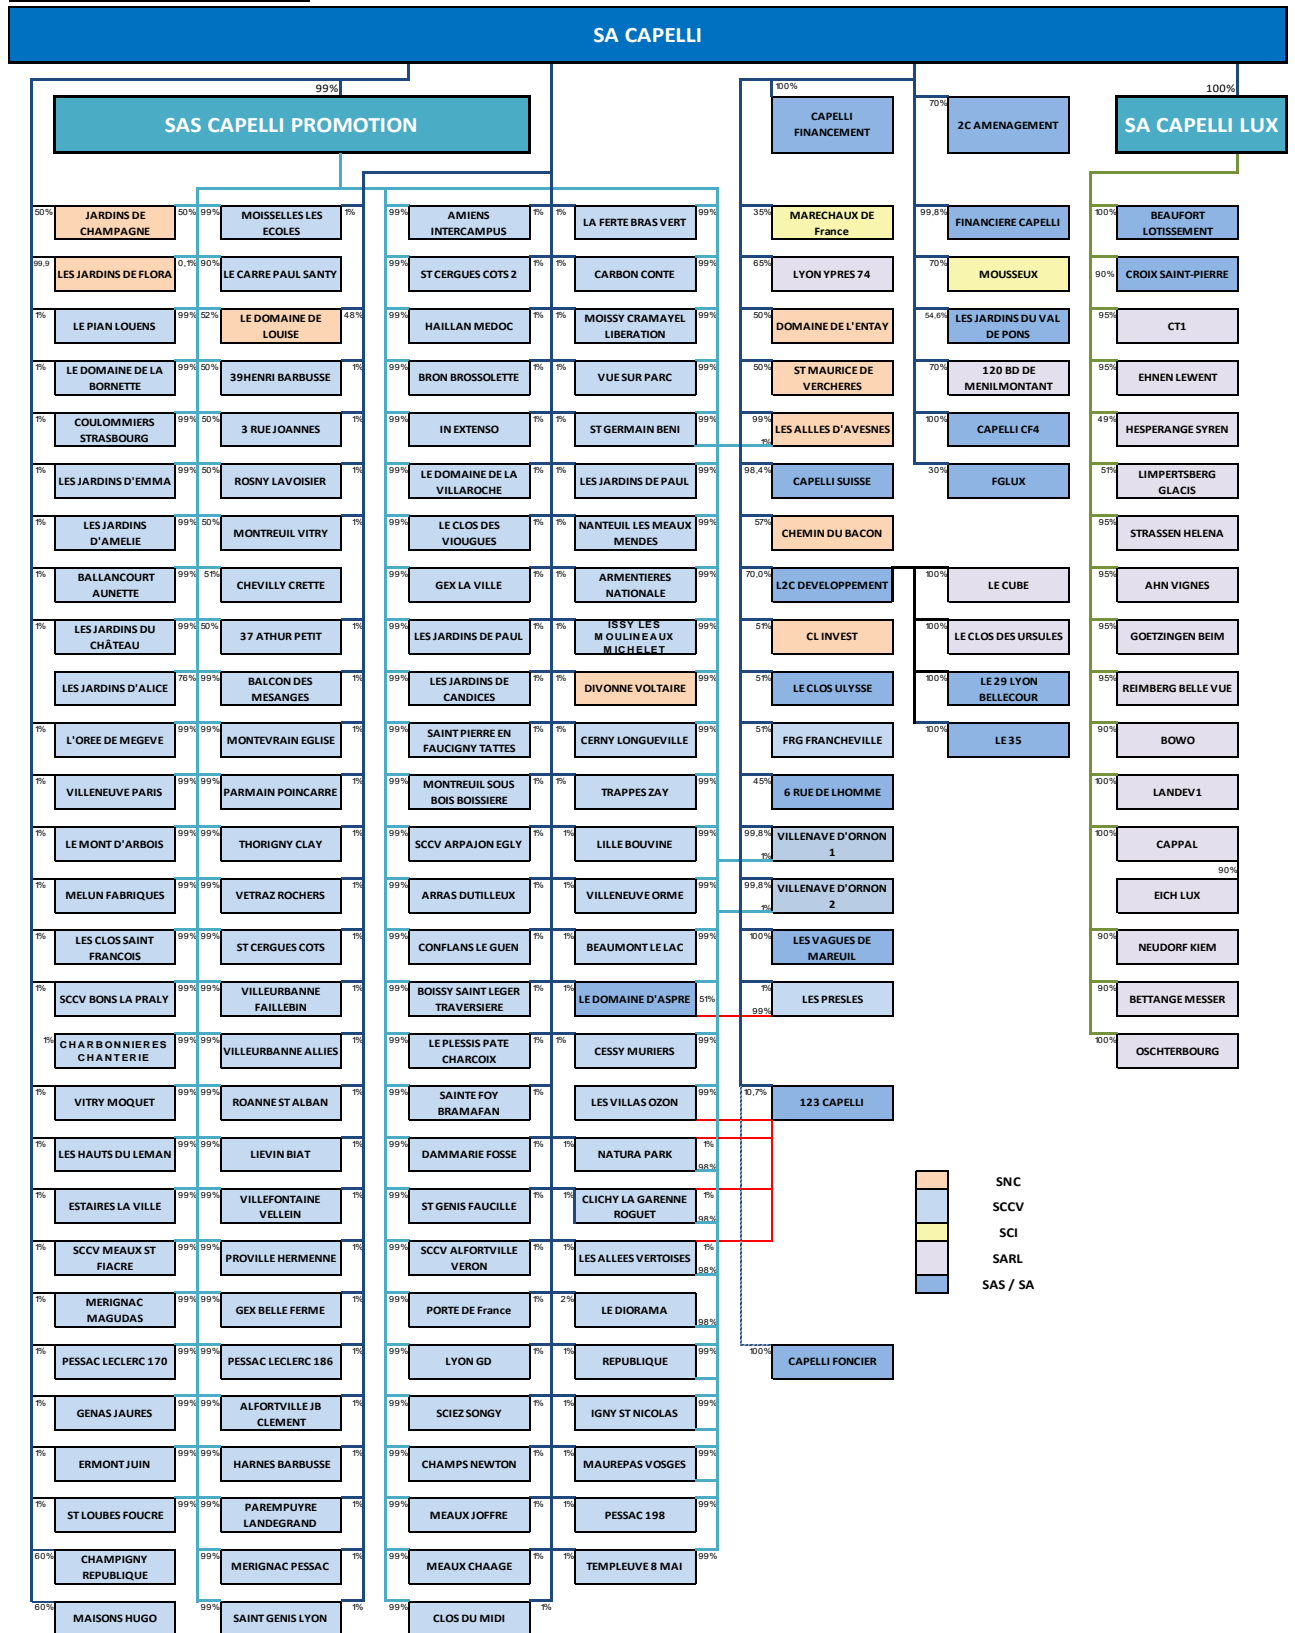 SA CAPELLI
99%
100%
100%
SAS CAPELLI PROMOTION
CAPELLI
FINANCEMENT
70%
2C AMENAGEMENT
SA CAPELLI LUX
50% JARDINS DE
CHAMPAGNE 50%
99% MOISSELLES LES
ECOLES 1%
99% AMIENS
INTERCAMPUS 1%
1% LA FERTE BRAS VERT 99%
35% MARECHAUX DE
France
99,8% FINANCIERE CAPELLI
100% BEAUFORT
LOTISSEMENT
99,9 LES JARDINS DE FLORA 0,1%
90% LE CARRE PAUL SANTY
99% ST CERGUES COTS 2 1%
1% CARBON CONTE 99%
65% LYON YPRES 74
70% MOUSSEUX
90% CROIX SAINT-PIERRE
1% LE PIAN LOUENS 99%
52% LE DOMAINE DE
LOUISE 48%
99% HAILLAN MEDOC 1%
1% MOISSY CRAMAYEL
LIBERATION 99%
50% DOMAINE DE L'ENTAY
54,6% LES JARDINS DU VAL
DE PONS
95% CT1
1% LE DOMAINE DE LA
BORNETTE 99%
50% 39HENRI BARBUSSE 1%
99% BRON BROSSOLETTE 1%
1% VUE SUR PARC 99%
50% ST MAURICE DE
VERCHERES
70% 120 BD DE
MENILMONTANT
95% EHNEN LEWENT
1% COULOMMIERS
STRASBOURG 99%
50% 3 RUE JOANNES 1%
99% IN EXTENSO 1%
1% ST GERMAIN BENI 99%
99% LES ALLLES D'AVESNES
1%
100% CAPELLI CF4
49% HESPERANGE SYREN
1% LES JARDINS D'EMMA 99%
50% ROSNY LAVOISIER 1%
99% LE DOMAINE DE LA
VILLAROCHE 1%
1% LES JARDINS DE PAUL 99%
98,4% CAPELLI SUISSE
30% FGLUX
51% LIMPERTSBERG
GLACIS
1% LES JARDINS
D'AMELIE 99%
50% MONTREUIL VITRY 1%
99% LE CLOS DES
VIOUGUES 1%
1% NANTEUIL LES MEAUX
MENDES 99%
57% CHEMIN DU BACON
95% STRASSEN HELENA
1% BALLANCOURT
AUNETTE 99%
51% CHEVILLY CRETTE 1%
99% GEX LA VILLE 1%
1% ARMENTIERES
NATIONALE 99%
70,0% L2C DEVELOPPEMENT
100% LE CUBE
95% AHN VIGNES
1% LES JARDINS DU
CHÂTEAU 99%
50% 37 ATHUR PETIT 1%
99% LES JARDINS DE PAUL 1%
1% ISSY LES
MOULINEAUX
MICHELET 99%
51% CL INVEST
100% LE CLOS DES URSULES
95% GOETZINGEN BEIM
LES JARDINS D'ALICE 76%
99% BALCON DES
MESANGES 1%
99% LES JARDINS DE
CANDICES 1%
1% DIVONNE VOLTAIRE 99%
51% LE CLOS ULYSSE
100% LE 29 LYON
BELLECOUR
95% REIMBERG BELLE VUE
1% L'OREE DE MEGEVE 99%
99% MONTEVRAIN EGLISE 1%
99% SAINT PIERRE EN
FAUCIGNY TATTES 1%
1% CERNY LONGUEVILLE 99%
51% FRG FRANCHEVILLE
100% LE 35
90% BOWO
1% VILLENEUVE PARIS 99%
99% PARMAIN POINCARRE 1%
99% MONTREUIL SOUS
BOIS BOISSIERE 1%
1% TRAPPES ZAY 99%
45% 6 RUE DE LHOMME
100% LANDEV1
1% LE MONT D'ARBOIS 99%
99% THORIGNY CLAY 1%
99% SCCV ARPAJON EGLY 1%
1% LILLE BOUVINE 99%
99,8% VILLENAVE D'ORNON
1% 1
100% CAPPAL
90%
1% MELUN FABRIQUES 99%
99% VETRAZ ROCHERS 1%
99% ARRAS DUTILLEUX 1%
1% VILLENEUVE ORME 99%
99,8% VILLENAVE D'ORNON
1% 2
EICH LUX
1% LES CLOS SAINT
FRANCOIS 99%
99% ST CERGUES COTS 1%
99% CONFLANS LE GUEN 1%
1% BEAUMONT LE LAC 99%
100% LES VAGUES DE
MAREUIL
90% NEUDORF KIEM
1% SCCV BONS LA PRALY 99%
99% VILLEURBANNE
FAILLEBIN 1%
99% BOISSY SAINT LEGER
TRAVERSIERE 1%
1% LE DOMAINE D'ASPRE 51%
1% LES PRESLES
99%
90% BETTANGE MESSER
1% CHARBONNIERES
CHANTERIE 99%
99% VILLEURBANNE ALLIES 1%
99% LE PLESSIS PATE
CHARCOIX 1%
1% CESSY MURIERS 99%
100% OSCHTERBOURG
1% VITRY MOQUET 99%
99% ROANNE ST ALBAN 1%
99% SAINTE FOY
BRAMAFAN 1%
LES VILLAS OZON 99%
10,7% 123 CAPELLI
1% LES HAUTS DU LEMAN 99%
99% LIEVIN BIAT 1%
99% DAMMARIE FOSSE 1%
1% NATURA PARK 1%
98%
1% ESTAIRES LA VILLE 99%
99% VILLEFONTAINE
VELLEIN 1%
99% ST GENIS FAUCILLE 1%
1% CLICHY LA GARENNE
ROGUET 1%
98%
1% SCCV MEAUX ST
FIACRE 99%
99% PROVILLE HERMENNE 1%
99% SCCV ALFORTVILLE
VERON 1%
1% LES ALLEES VERTOISES 1%
98%
1% MERIGNAC
MAGUDAS 99%
99% GEX BELLE FERME 1%
99% PORTE DE France 1%
2% LE DIORAMA
98%
1% PESSAC LECLERC 170 99%
99% PESSAC LECLERC 186 1%
99% LYON GD 1%
1% REPUBLIQUE 99%
100% CAPELLI FONCIER
1% GENAS JAURES 99%
99% ALFORTVILLE JB
CLEMENT 1%
99% SCIEZ SONGY 1%
1% IGNY ST NICOLAS 99%
1% ERMONT JUIN 99%
99% HARNES BARBUSSE 1%
99% CHAMPS NEWTON 1%
1% MAUREPAS VOSGES 99%
1% ST LOUBES FOUCRE 99%
99% PAREMPUYRE
LANDEGRAND 1%
99% MEAUX JOFFRE 1%
1% PESSAC 198 99%
60% CHAMPIGNY
REPUBLIQUE
99% MERIGNAC PESSAC 1%
99% MEAUX CHAAGE 1%
1% TEMPLEUVE 8 MAI 99%
60% MAISONS HUGO
99% SAINT GENIS LYON 1%
99% CLOS DU MIDI 1%
SNC
SCCV
SCI
SARL
SAS / SA